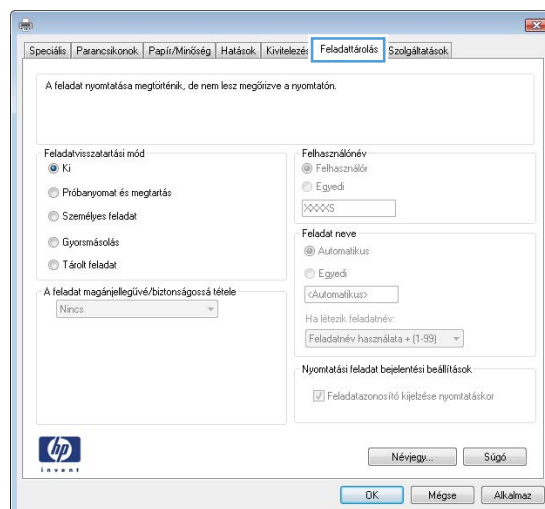 Speciális Parancsikonok Papír/Minőség Hatások Kivitelezés Feladattárolás Szolgáltatások
A feladat nyomtatása megtörténik, de nem lesz megőrizve a nyomtatón.
Feladatvisszatartási mód
Ki
Próbanyomat és megtartás
Személyes feladat
Gyorsmásolás
Tárolt feladat
A feladat magánjellegűvé/biztonságossá tétele
Nincs
Felhasználónév
Felhasználór
Egyedi
XXXXS
Feladat neve
Automatikus
Egyedi
<Automatikus>
Ha létezik feladatnév:
Feladatnév használata + (1-99)
Nyomtatási feladat bejelentési beállítások
Feladatazonosító kijelzése nyomtatáskor
hp
invent
Névjegy... Súgó
OK Mégse Alkalmaz